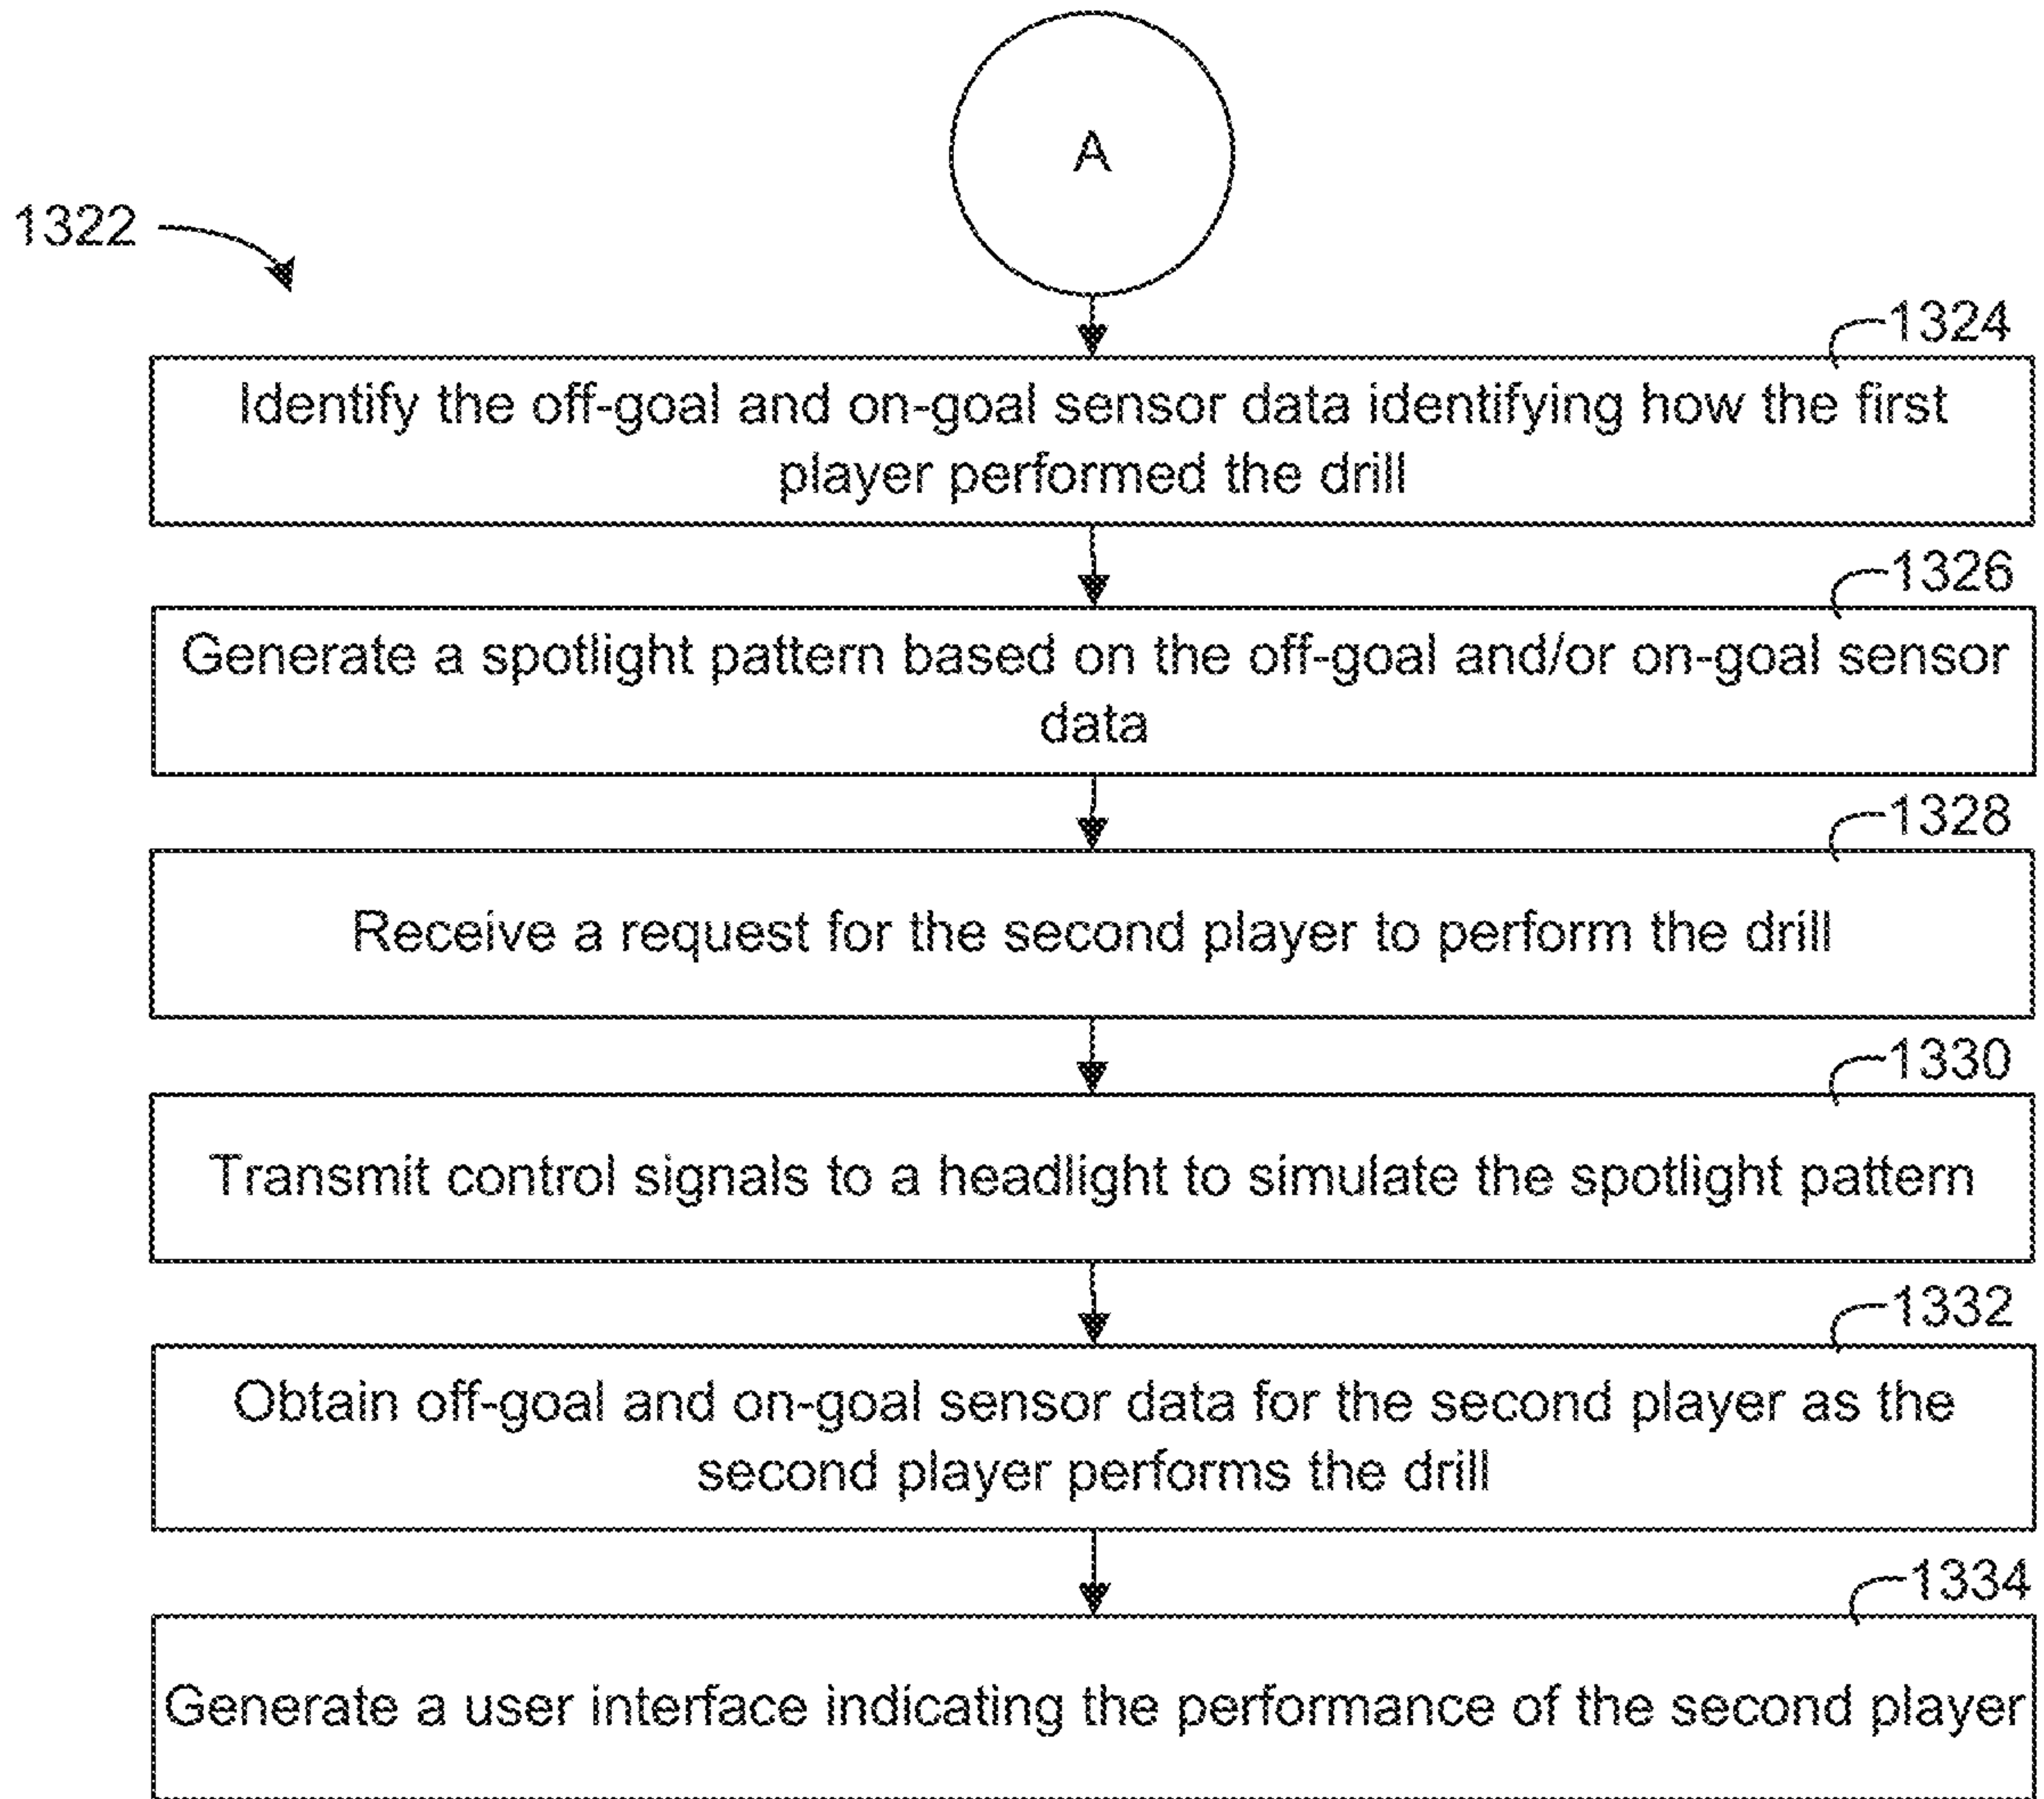 A
1322
1324
Identify the off-goal and on-goal sensor data identifying how the first
player performed the drill
1326
Generate a spotlight pattern based on the off-goal and/or on-goal sensor
data
1328
Receive a request for the second player to perform the drill
1330
Transmit control signals to a headlight to simulate the spotlight pattern
1332
Obtain off-goal and on-goal sensor data for the second player as the
second player performs the drill
1334
Generate a user interface indicating the performance of the second player